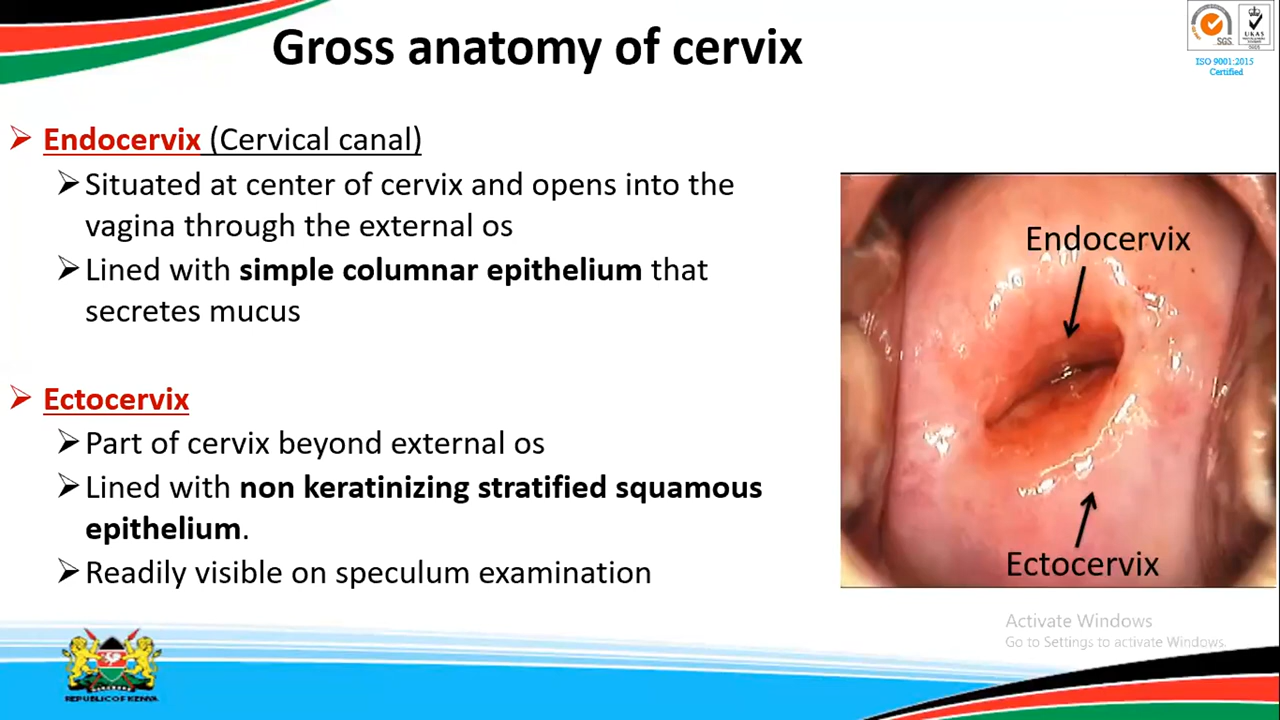 Gross anatomy of cervix
SGS
UKAS
ISO 9001:2015
Certified
Endocervix (Cervical canal)
Situated at center of cervix and opens into the
vagina through the external os
Lined with simple columnar epithelium that
secretes mucus
Ectocervix
Part of cervix beyond external os
Lined with non keratinizing stratified squamous
epithelium.
Readily visible on speculum examination
Endocervix
Ectocervix
Activate Windows
Go to Settings to activate Windows.
REPUBLIC OF KENYA